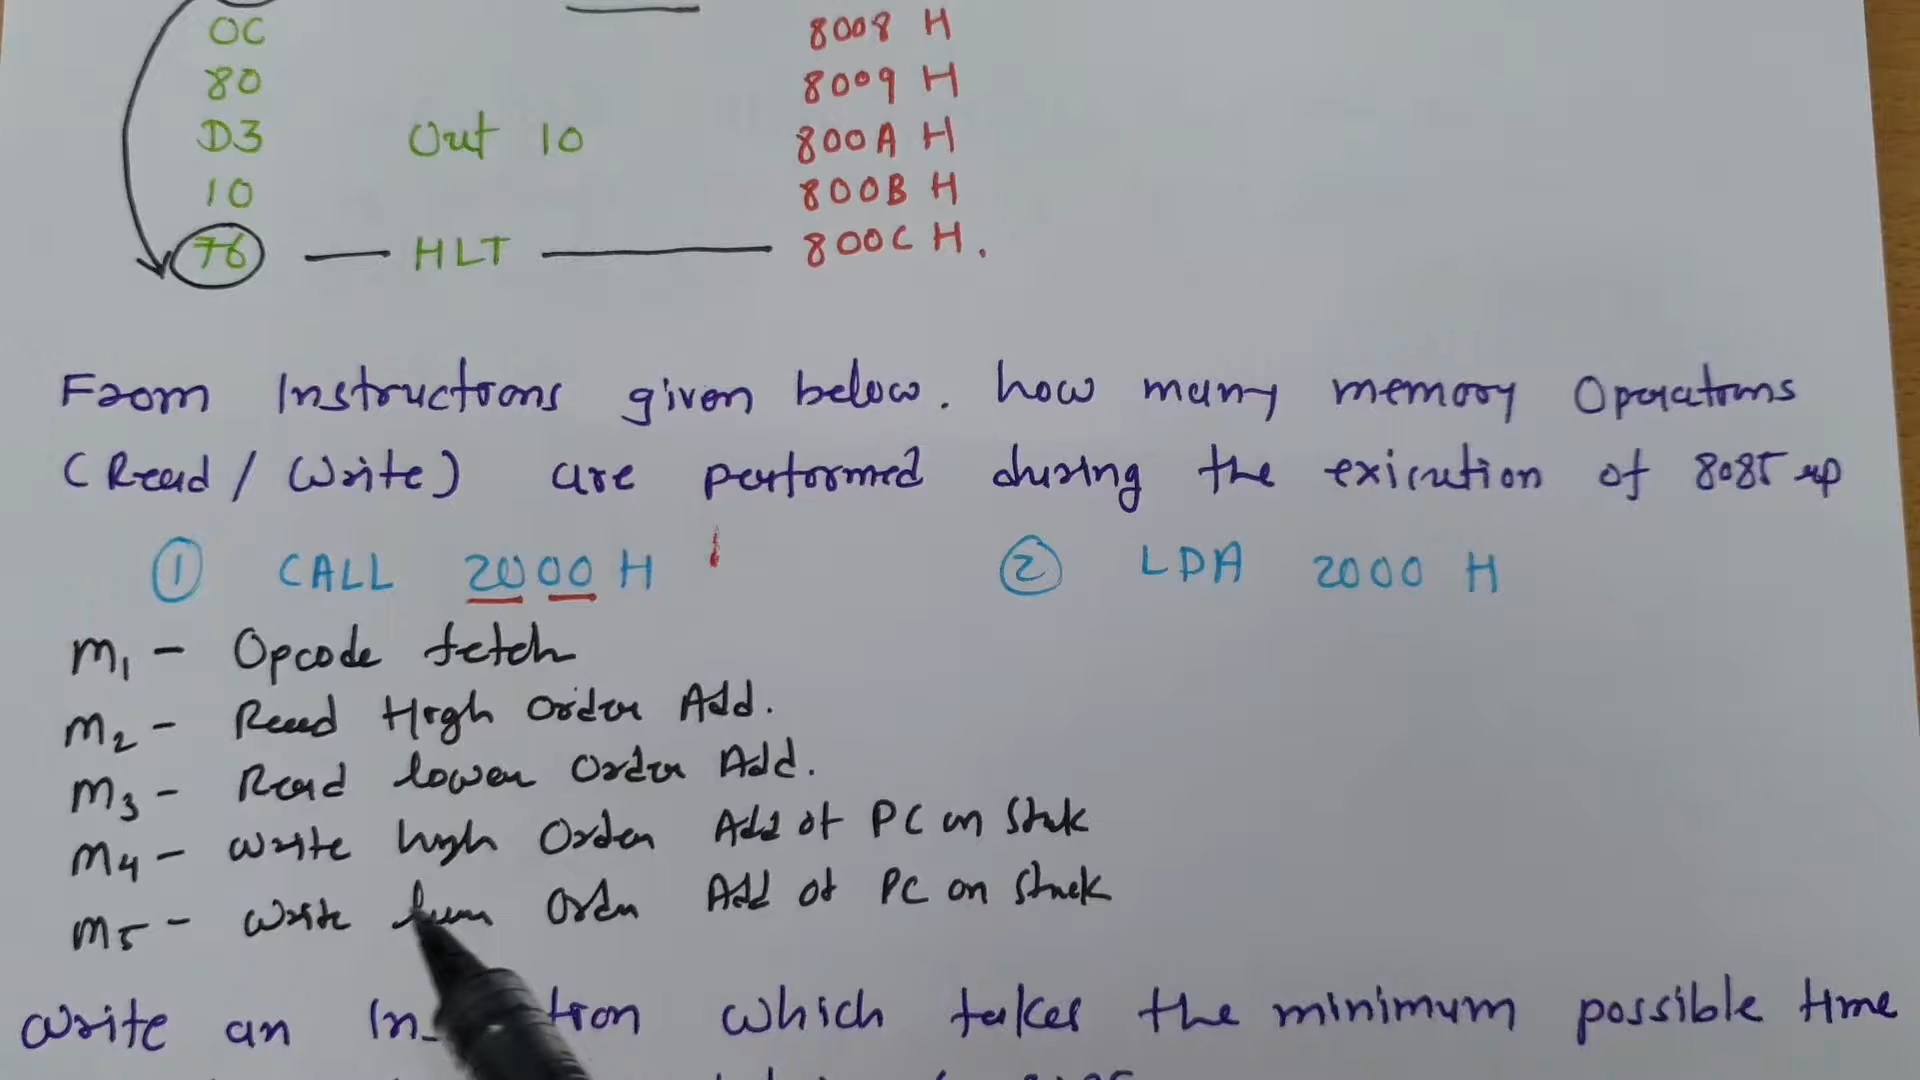 0C 8008 H
80 8009 H
D3 Out 10 800A H
10 800B H
76 — HLT — 800C H.
From Instructions given below. how many memory Operations
(Read / Write) are performed during the exicution of 8085 up
① CALL 2000 H ② LDA 2000 H
M1 - Opcode fetch
M2 - Read High Order Add.
M3 - Read lower Order Add.
M4 - Write high Order Add of PC on Stack
M5 - Write Order Add of PC on Stack
Write an which takes the minimum possible time